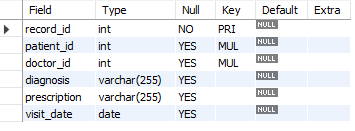 Field Type Null Key Default Extra
record_id int NO PRI NULL
patient_id int YES MUL NULL
doctor_id int YES MUL NULL
diagnosis varchar(255) YES NULL
prescription varchar(255) YES NULL
visit_date date YES NULL